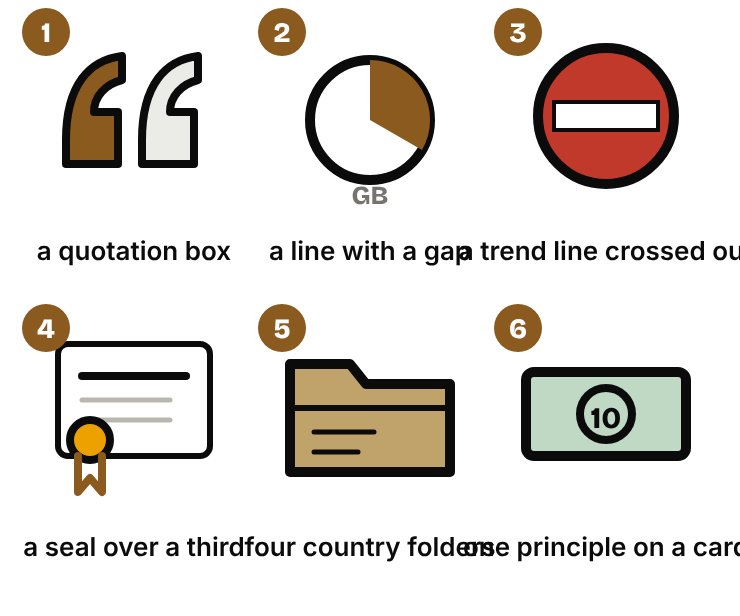 1
2
3
GB
a quotation box
a line with a gap
a trend line crossed ou
4
5
6
10
a seal over a third
four country folders
one principle on a card